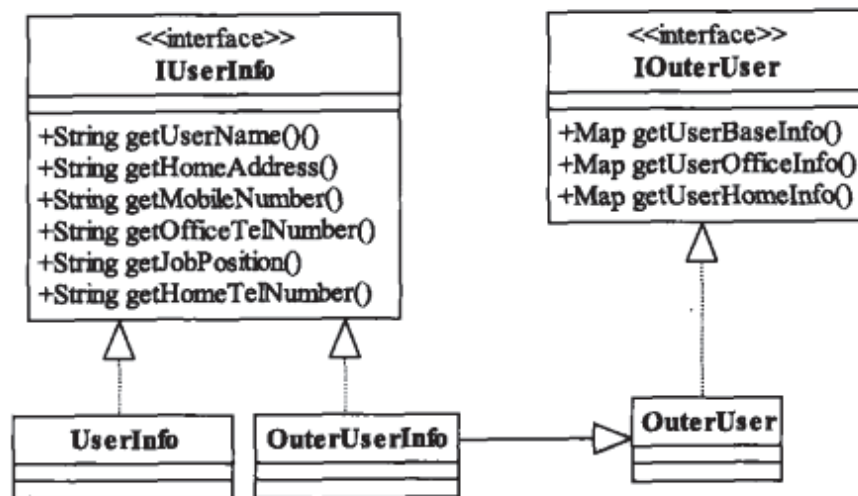 <<interface>>
IUserInfo
+String getUserName()()
+String getHomeAddress()
+String getMobileNumber()
+String getOfficeTelNumber()
+String getJobPosition()
+String getHomeTelNumber()
<<interface>>
IOuterUser
+Map getUserBaseInfo()
+Map getUserOfficeInfo()
+Map getUserHomeInfo()
UserInfo
OuterUserInfo
OuterUser